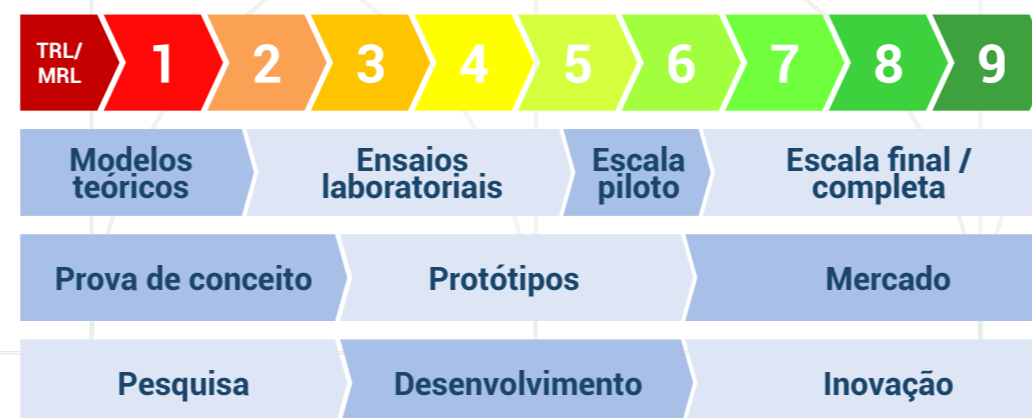 TRL/
MRL
1 2 3 4 5 6 7 8 9
Modelos
teóricos
Ensaios
laboratoriais
Escala
piloto
Escala final /
completa
Prova de conceito
Protótipos
Mercado
Pesquisa
Desenvolvimento
Inovação